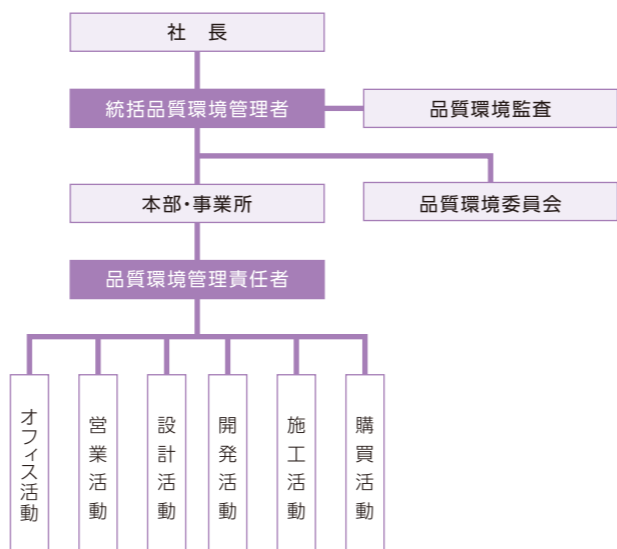 社　長
統括品質環境管理者
品質環境監査
本部・事業所
品質環境委員会
品質環境管理責任者
オフィス活動
営業活動
設計活動
開発活動
施工活動
購買活動